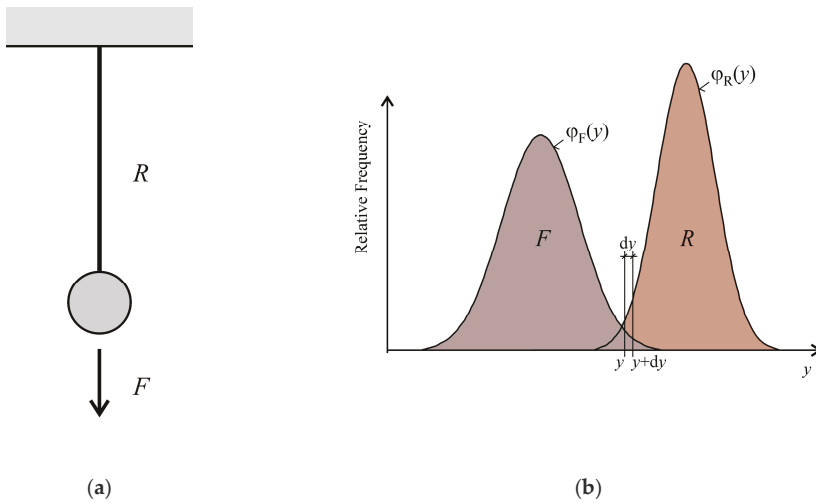 R
F
(a)
Relative Frequency
φF(y)
φR(y)
F
R
dy
y
y+dy
y
(b)